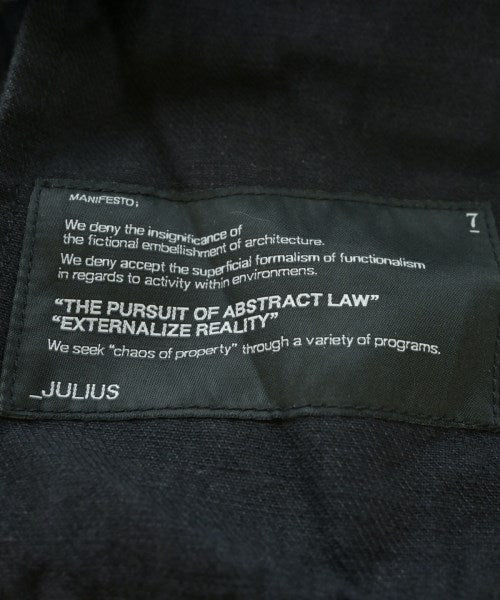 MANIFESTO;
7
We deny the insignificance of
the fictional embellishment of architecture.
We deny accept the superficial formalism of functionalism
in regards to activity within environmens.
“THE PURSUIT OF ABSTRACT LAW”
“EXTERNALIZE REALITY”
We seek “chaos of property” through a variety of programs.
_JULIUS